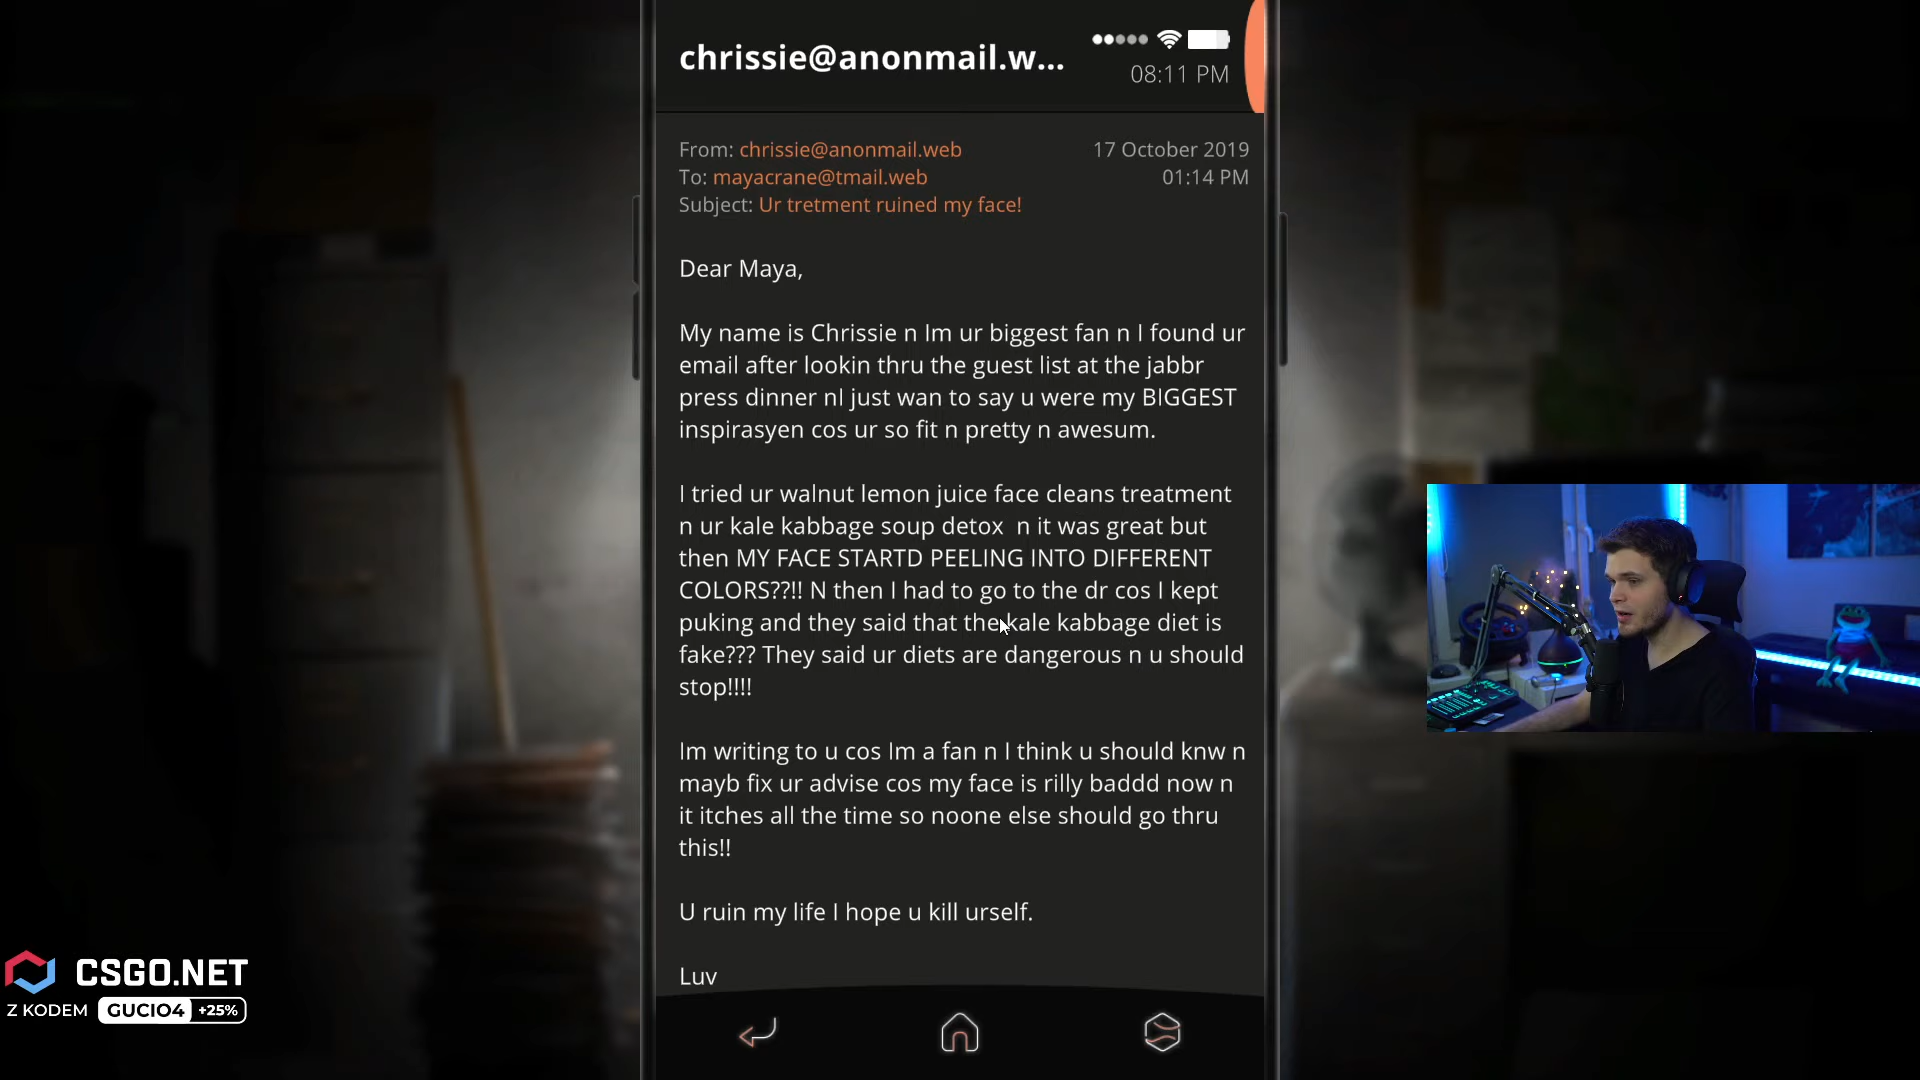 chrissie@anonmail.w...
08:11 PM
From: chrissie@anonmail.web
17 October 2019
To: mayacrane@tmail.web
01:14 PM
Subject: Ur tretment ruined my face!
Dear Maya,
My name is Chrissie n Im ur biggest fan n I found ur
email after lookin thru the guest list at the jabbr
press dinner nI just wan to say u were my BIGGEST
inspirasyen cos ur so fit n pretty n awesum.
I tried ur walnut lemon juice face cleans treatment
n ur kale kabbage soup detox n it was great but
then MY FACE STARTD PEELING INTO DIFFERENT
COLORS??!! N then I had to go to the dr cos I kept
puking and they said that the kale kabbage diet is
fake??? They said ur diets are dangerous n u should
stop!!!!
Im writing to u cos Im a fan n I think u should knw n
mayb fix ur advise cos my face is rilly baddd now n
it itches all the time so noone else should go thru
this!!
U ruin my life I hope u kill urself.
Luv
CSGO.NET
Z KODEM GUCIO4 +25%